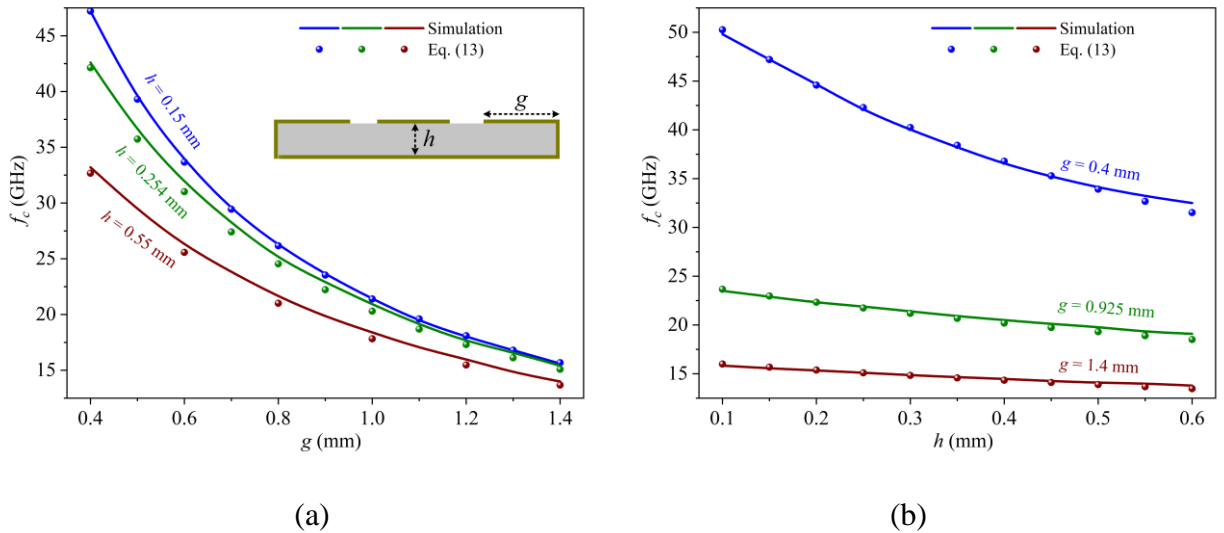 45
40
35
30
25
20
15
f_c (GHz)
0.4
0.6
0.8
1.0
1.2
1.4
g (mm)
Simulation
Eq. (13)
h = 0.15 mm
h = 0.254 mm
h = 0.55 mm
g
h
(a)
50
45
40
35
30
25
20
15
f_c (GHz)
0.1
0.2
0.3
0.4
0.5
0.6
h (mm)
Simulation
Eq. (13)
g = 0.4 mm
g = 0.925 mm
g = 1.4 mm
(b)